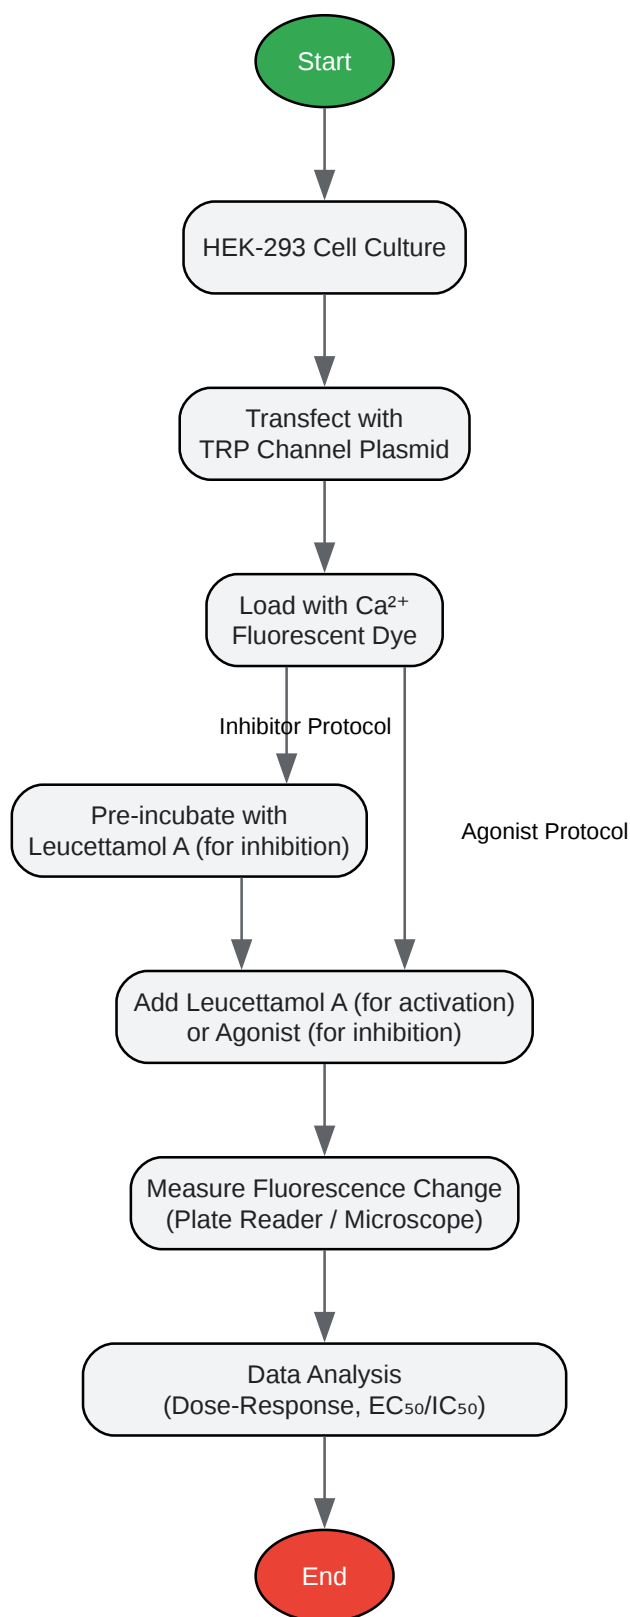 Start
HEK-293 Cell Culture
Transfect with
TRP Channel Plasmid
Load with Ca²⁺
Fluorescent Dye
Inhibitor Protocol
Pre-incubate with
Leucettamol A (for inhibition)
Agonist Protocol
Add Leucettamol A (for activation)
or Agonist (for inhibition)
Measure Fluorescence Change
(Plate Reader / Microscope)
Data Analysis
(Dose-Response, EC₅₀/IC₅₀)
End